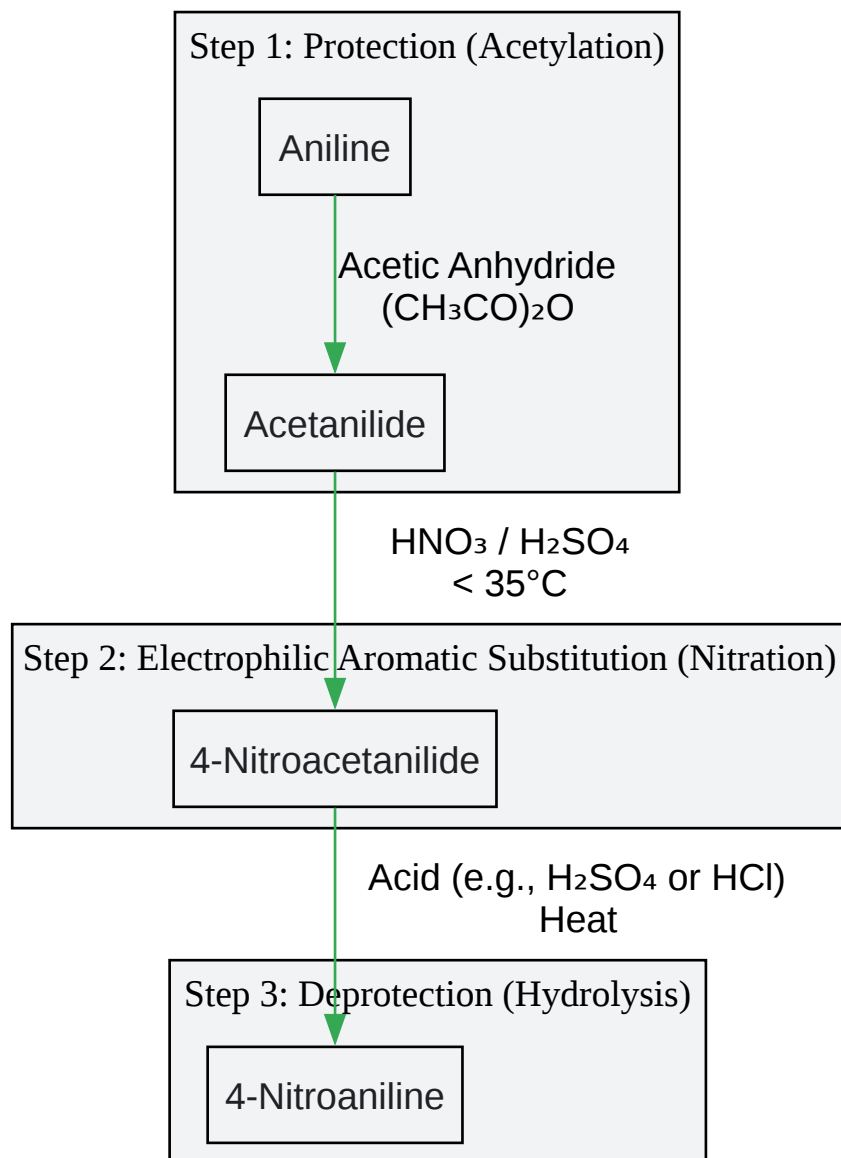 Step 1: Protection (Acetylation)
Aniline
Acetic Anhydride
(CH₃CO)₂O
Acetanilide
HNO₃ / H₂SO₄
< 35°C
Step 2: Electrophilic Aromatic Substitution (Nitration)
4-Nitroacetanilide
Acid (e.g., H₂SO₄ or HCl)
Heat
Step 3: Deprotection (Hydrolysis)
4-Nitroaniline